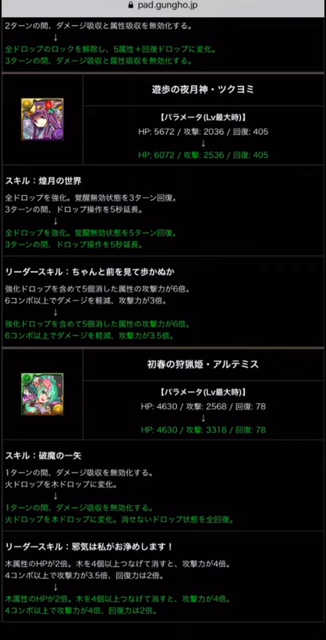 pad.gungho.jp
2ターンの間、ダメージ吸収と属性吸収を無効化する。
↓
全ドロップのロックを解除し、5属性＋回復ドロップに変化。
3ターンの間、ダメージ吸収と属性吸収を無効化する。
遊歩の夜月神・ツクヨミ
【パラメータ(Lv最大時)】
HP: 5672 / 攻撃: 2036 / 回復: 405
↓
HP: 6072 / 攻撃: 2536 / 回復: 405
スキル：煌月の世界
全ドロップを強化。覚醒無効状態を3ターン回復。
3ターンの間、ドロップ操作を5秒延長。
↓
全ドロップを強化。覚醒無効状態を5ターン回復。
3ターンの間、ドロップ操作を5秒延長。
リーダースキル：ちゃんと前を見て歩かぬか
強化ドロップを含めて5個消した属性の攻撃力が6倍。
6コンボ以上でダメージを軽減、攻撃力が3倍。
↓
強化ドロップを含めて5個消した属性の攻撃力が6倍。
6コンボ以上でダメージを軽減、攻撃力が3.5倍。
初春の狩猟姫・アルテミス
【パラメータ(Lv最大時)】
HP: 4630 / 攻撃: 2568 / 回復: 78
↓
HP: 4630 / 攻撃: 3318 / 回復: 78
スキル：破魔の一矢
1ターンの間、ダメージ吸収を無効化する。
火ドロップを木ドロップに変化。
↓
1ターンの間、ダメージ吸収を無効化する。
火ドロップを木ドロップに変化。消せないドロップ状態を全回復。
リーダースキル：邪気は私がお浄めします！
木属性のHPが2倍。木を4個以上つなげて消すと、攻撃力が4倍。
4コンボ以上で攻撃力が3.5倍、回復力は2倍。
↓
木属性のHPが2倍。木を4個以上つなげて消すと、攻撃力が4倍。
4コンボ以上で攻撃力が4倍、回復力は2倍。